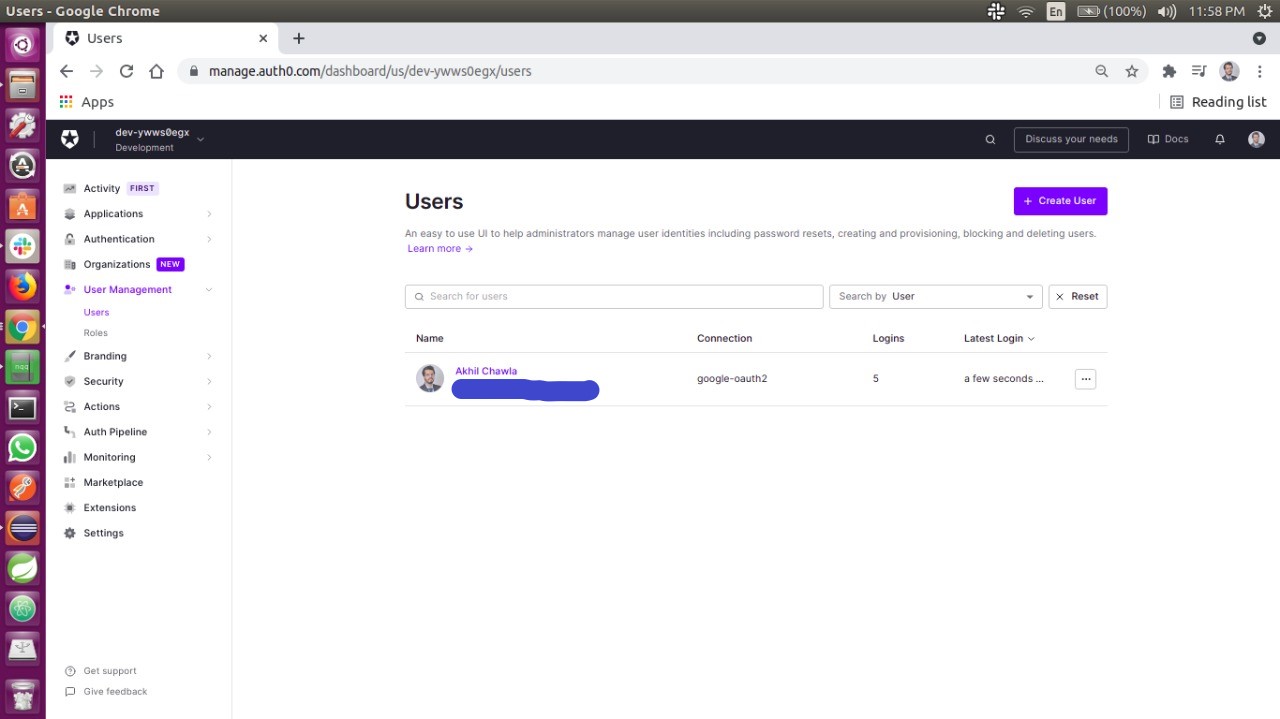 Users - Google Chrome
En
(100%)
11:58 PM
Users
manage.auth0.com/dashboard/us/dev-ywws0egx/users
Apps
Reading list
dev-ywws0egx
Development
Discuss your needs
Docs
Activity FIRST
Applications
Authentication
Organizations NEW
User Management
Users
Roles
Branding
Security
Actions
Auth Pipeline
Monitoring
Marketplace
Extensions
Settings
Get support
Give feedback
Users
+ Create User
An easy to use UI to help administrators manage user identities including password resets, creating and provisioning, blocking and deleting users.
Learn more →
Search for users
Search by User
Reset
Name Connection Logins Latest Login
Akhil Chawla
google-oauth2 5 a few seconds ...